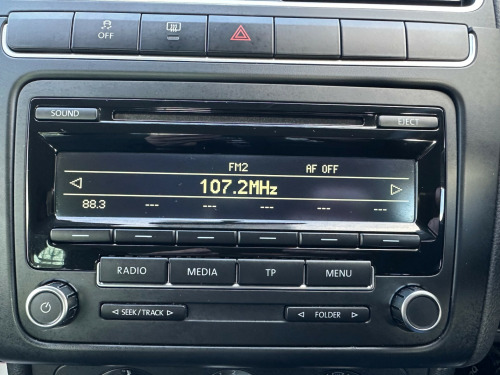 OFF
SOUND
EJECT
FM2 AF OFF
107.2MHz
88.3 --- --- --- --- ---
RADIO MEDIA TP MENU
SEEK/TRACK FOLDER